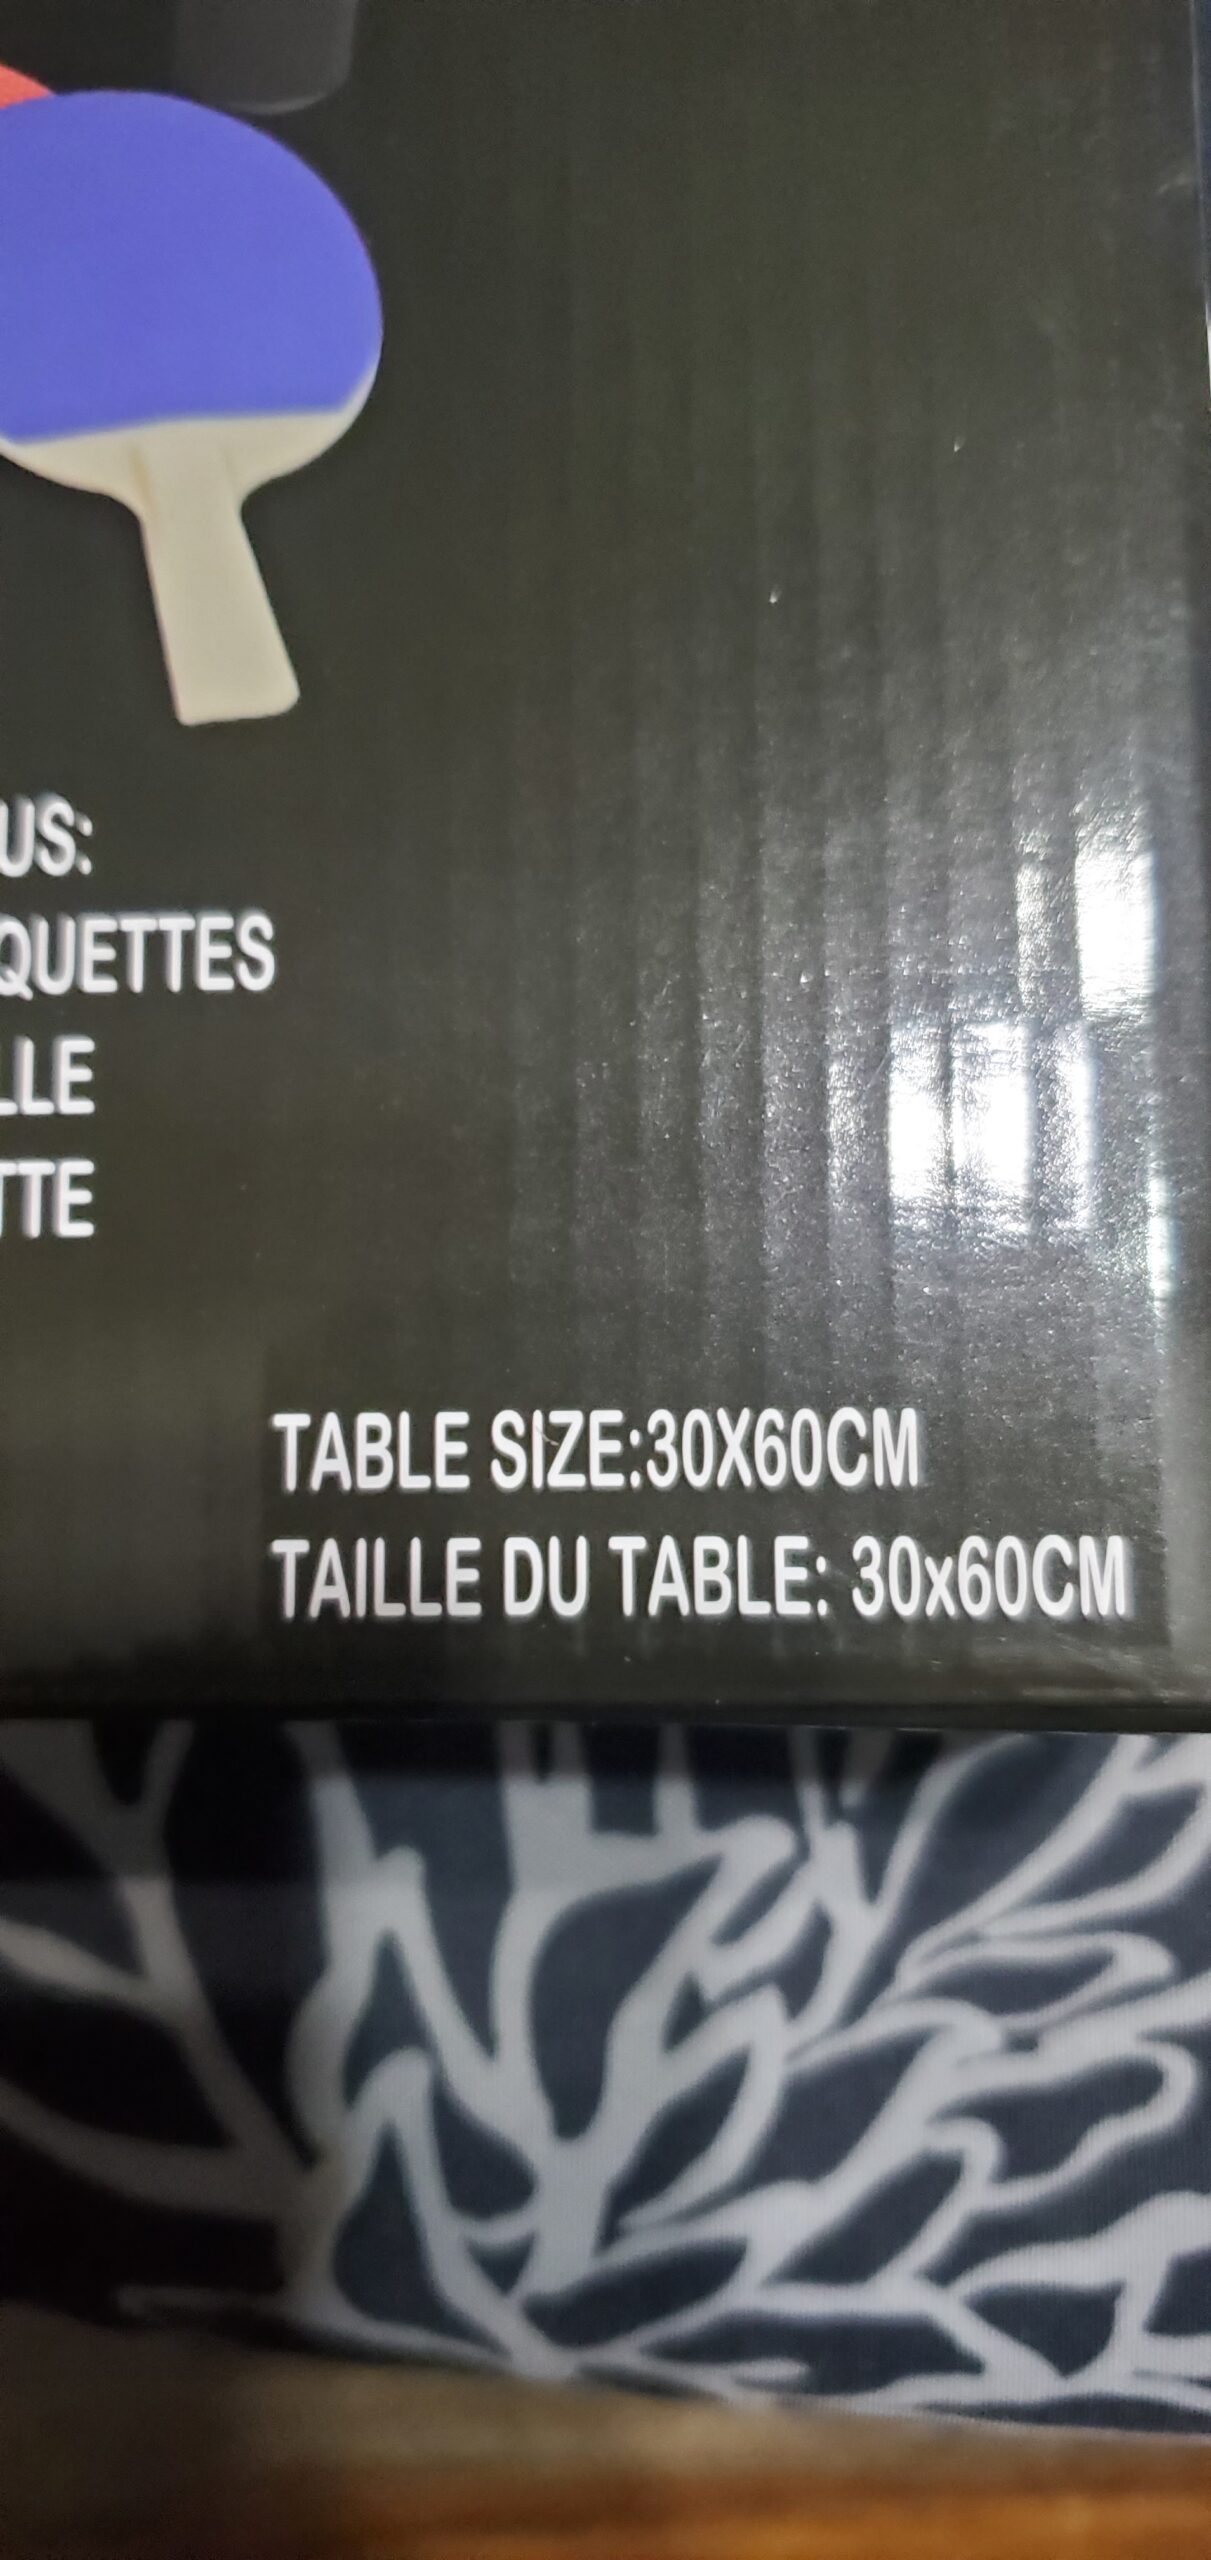 US:
QUETTES
LLE
TTE
TABLE SIZE:30X60CM
TAILLE DU TABLE: 30x60CM